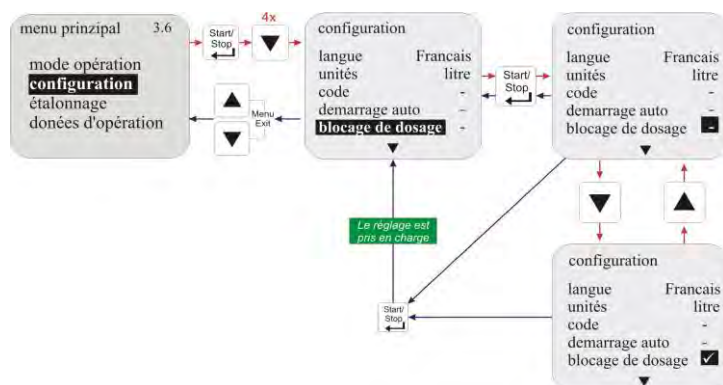 menu prinzipal 3.6
mode opération
configuration
étalonnage
donées d'opération
Start/
Stop
4x
Menu
Exit
configuration
langue Francais
unités litre
code -
demarrage auto -
blocage de dosage -
Start/
Stop
configuration
langue Francais
unités litre
code -
demarrage auto -
blocage de dosage -
Le réglage est
pris en charge
Start/
Stop
configuration
langue Francais
unités litre
code -
demarrage auto -
blocage de dosage ✓